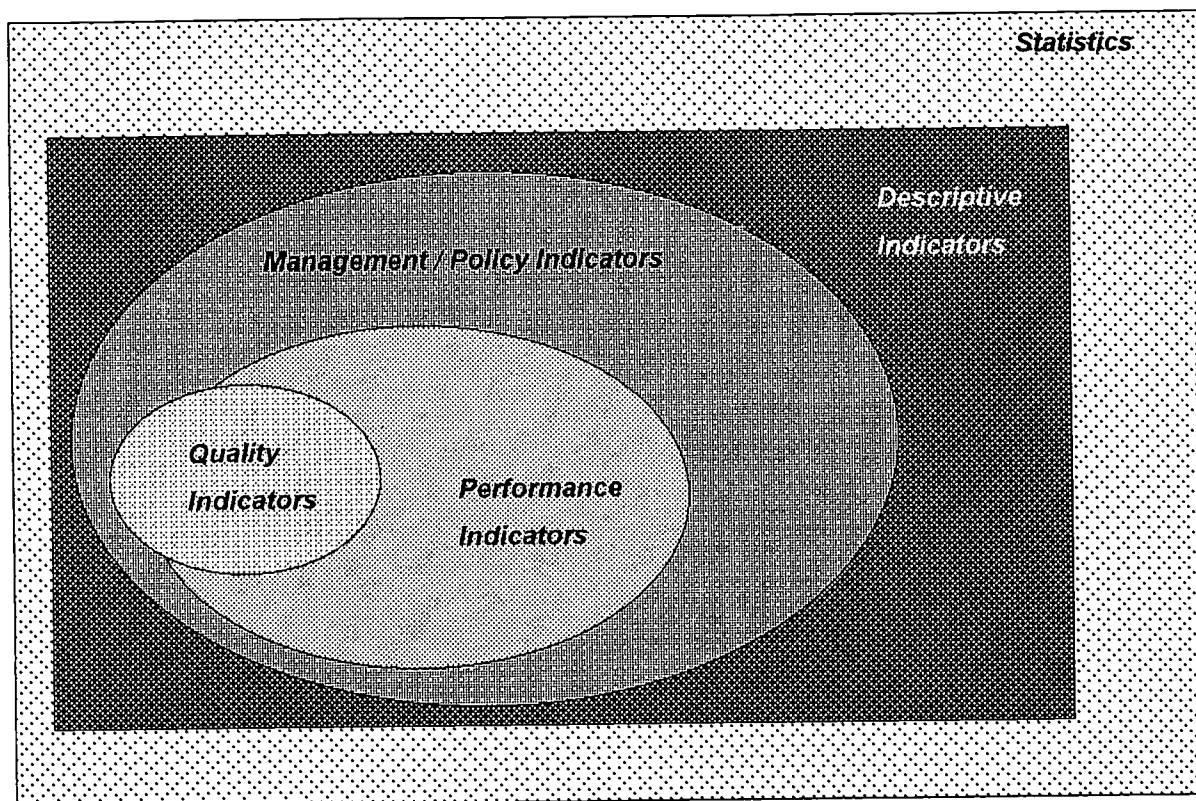 Statistics
Descriptive
Indicators
Management / Policy Indicators
Quality
Indicators
Performance
Indicators